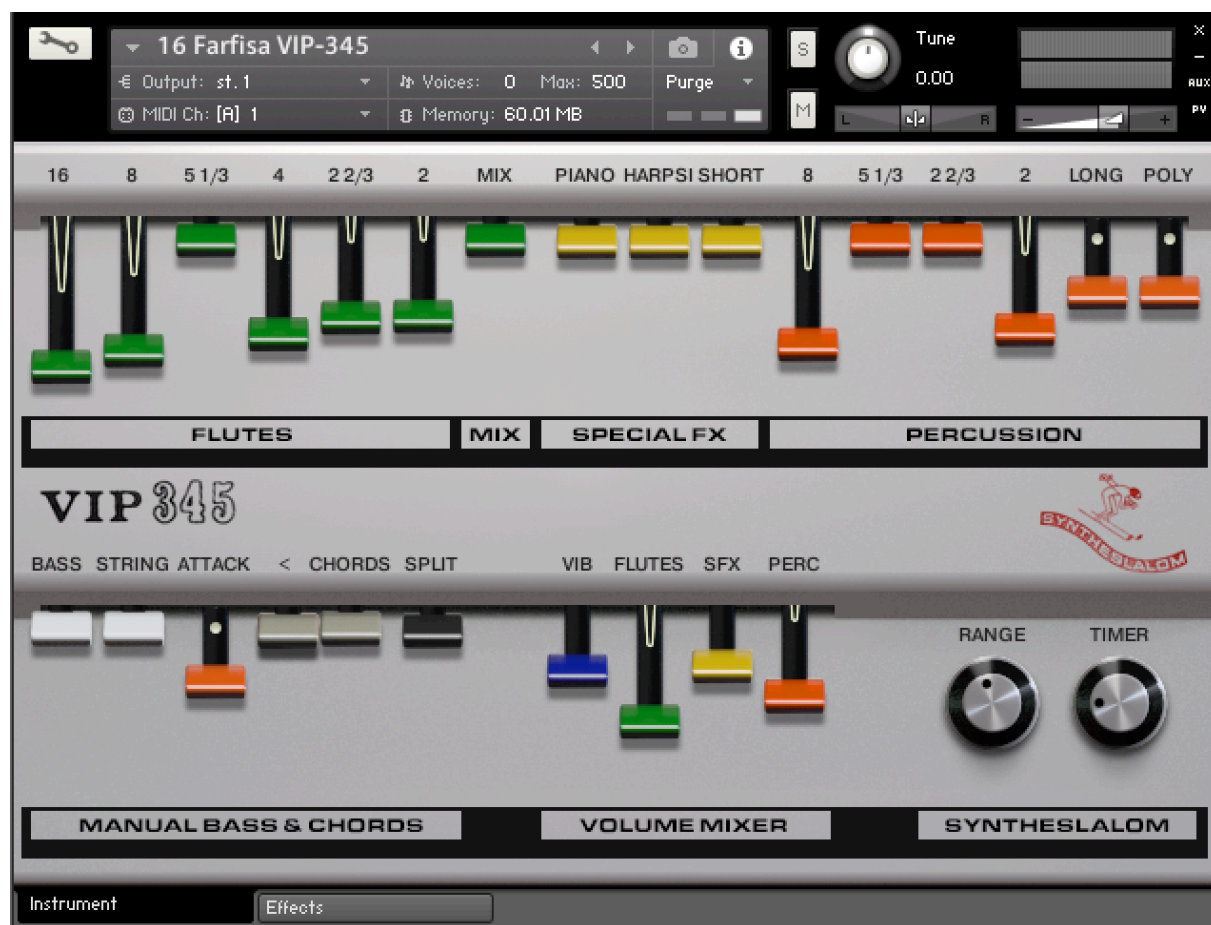 16 Farfisa VIP-345
S
Tune
0.00
Output: st. 1
Voices: 0 Max: 500
Purge
MIDI Ch: [A] 1
Memory: 60.01 MB
M
L
R
-
+
×
–
AUX
PV
16 8 5 1/3 4 2 2/3 2 MIX PIANO HARPSI SHORT 8 5 1/3 2 2/3 2 LONG POLY
FLUTES MIX SPECIAL FX PERCUSSION
VIP 345
SYNTHESLALOM
BASS STRING ATTACK < CHORDS SPLIT VIB FLUTES SFX PERC
RANGE TIMER
MANUAL BASS & CHORDS VOLUME MIXER SYNTHESLALOM
Instrument Effects